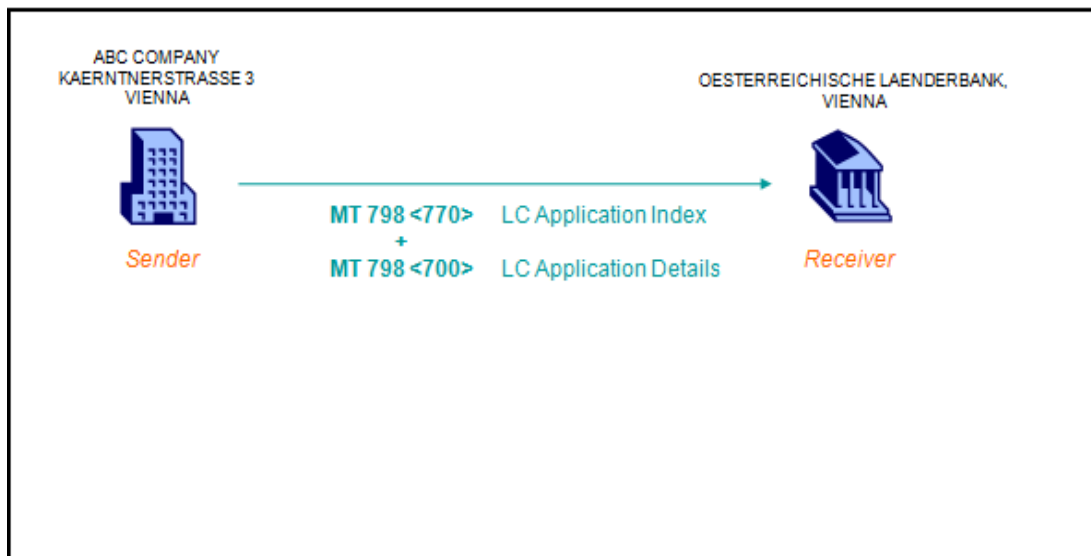 ABC COMPANY
KAERNTNERSTRASSE 3
VIENNA
OESTERREICHISCHE LAENDERBANK,
VIENNA
MT 798 <770> LC Application Index
+
MT 798 <700> LC Application Details
Sender
Receiver